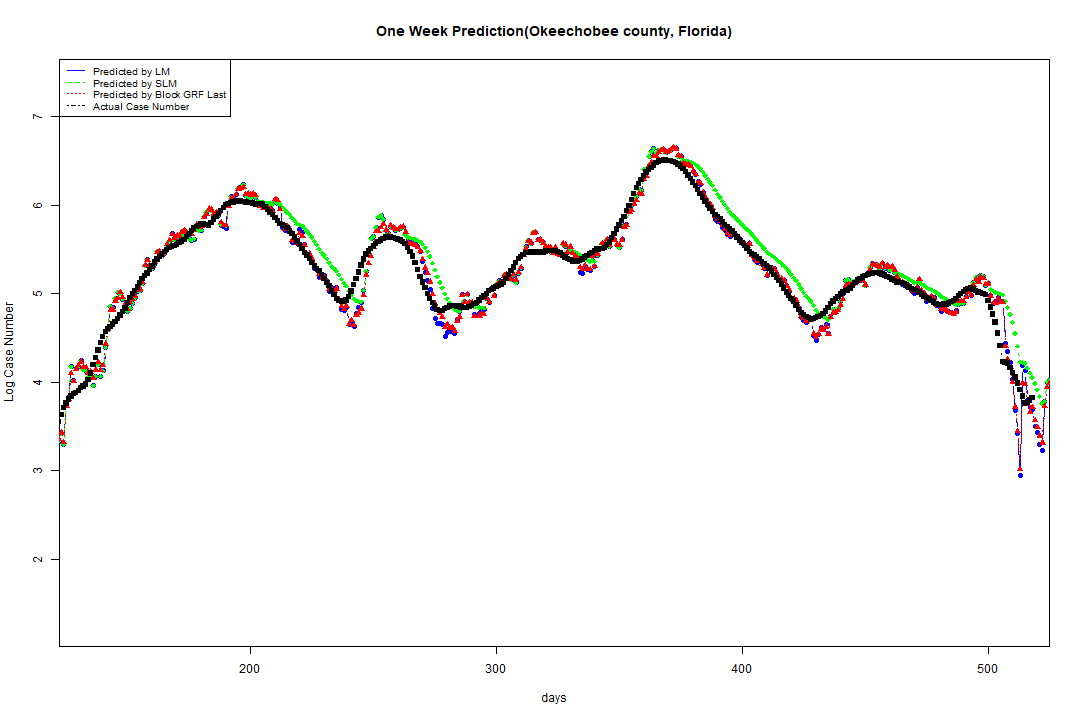 One Week Prediction(Okeechobee county, Florida)
Predicted by LM
Predicted by SLM
Predicted by Block GRF Last
Actual Case Number
Log Case Number
7
6
5
4
3
2
200 300 400 500
days